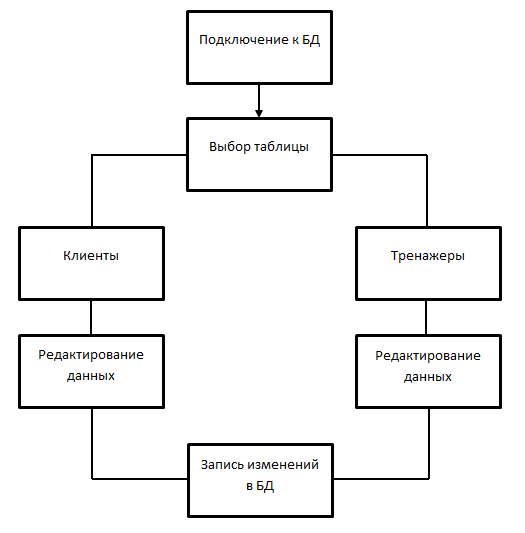 Подключение к БД
Выбор таблицы
Клиенты
Тренажеры
Редактирование
данных
Редактирование
данных
Запись изменений
в БД